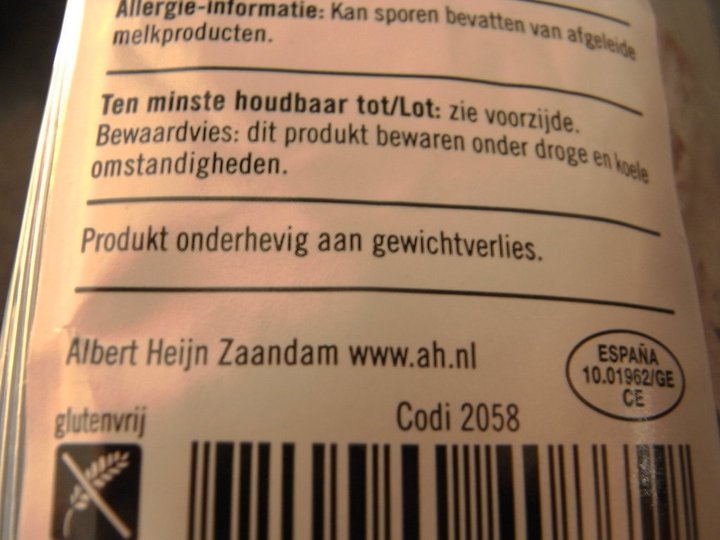 Allergie-informatie: Kan sporen bevatten van afgeleide
melkproducten.
Ten minste houdbaar tot/Lot: zie voorzijde.
Bewaardvies: dit produkt bewaren onder droge en koele
omstandigheden.
Produkt onderhevig aan gewichtverlies.
Albert Heijn Zaandam www.ah.nl
ESPAÑA
10.01962/GE
CE
glutenvrij
Codi 2058